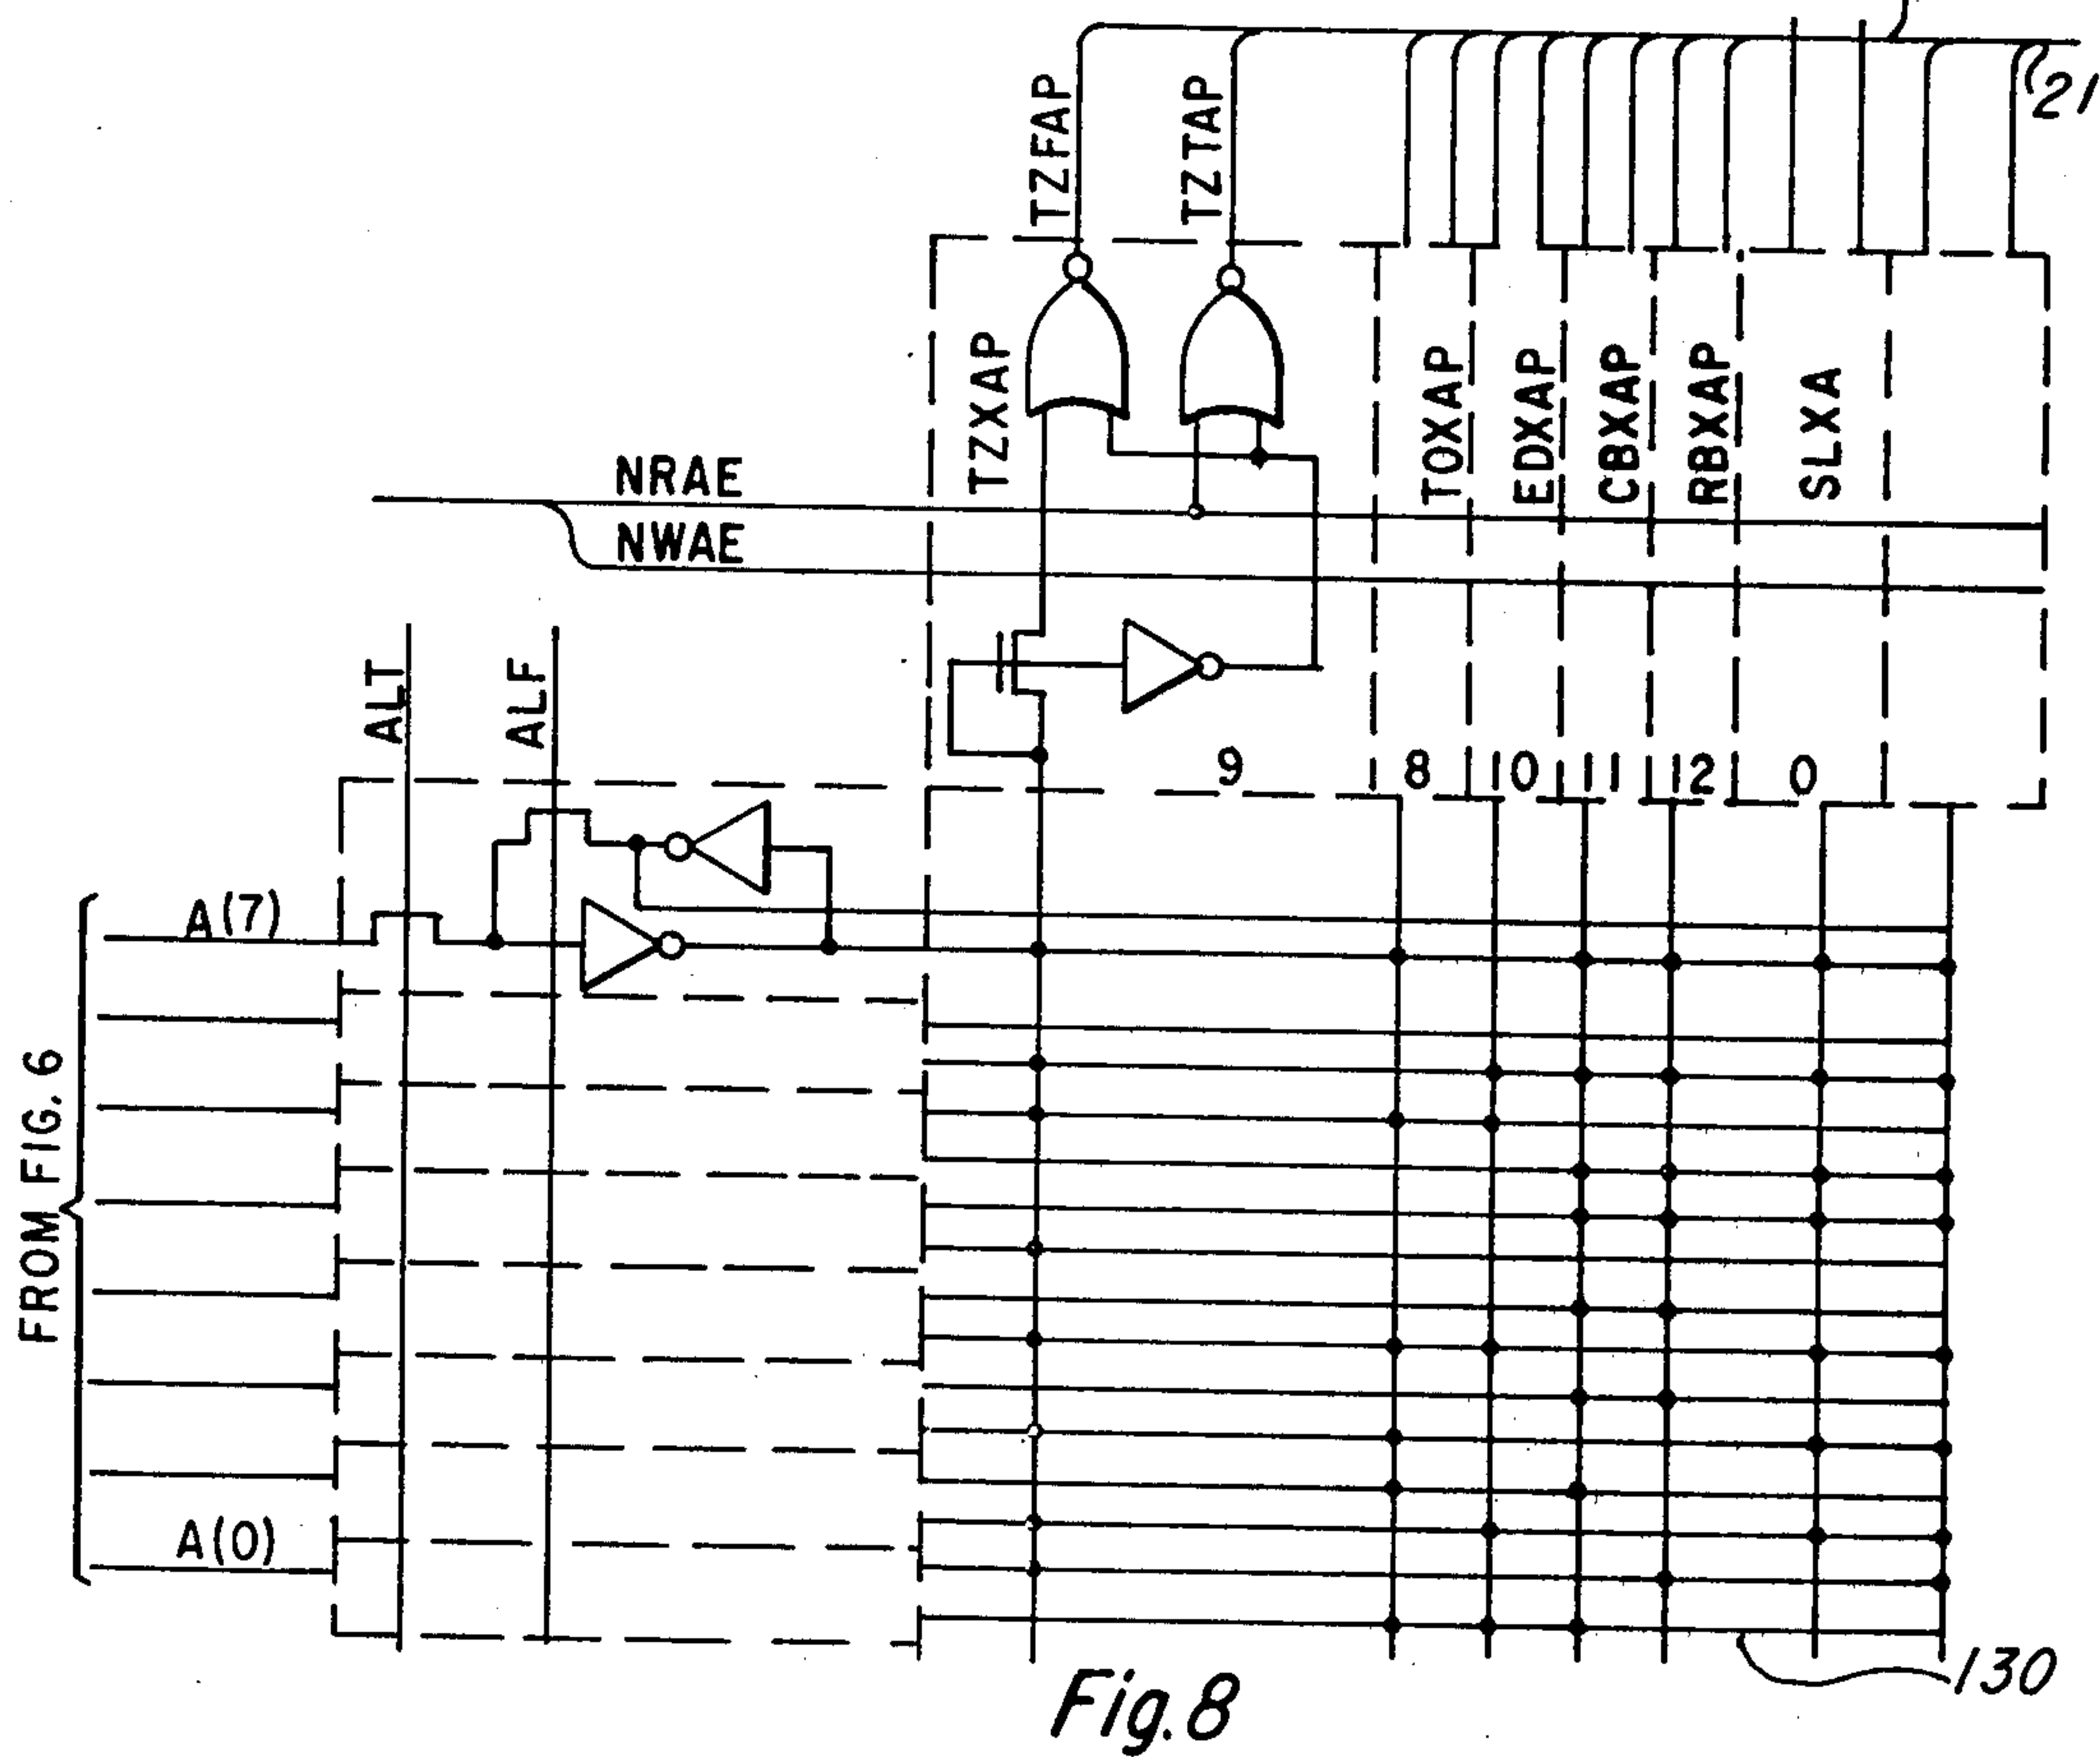 21
TZFAP
TZTAP
TZXAP
TOXAP
EDXAP
CBXAP
RBXAP
SLXA
NRAE
NWAE
ALT
ALF
9
8
10
11
12
0
A(7)
FROM FIG. 6
A(0)
130
Fig. 8